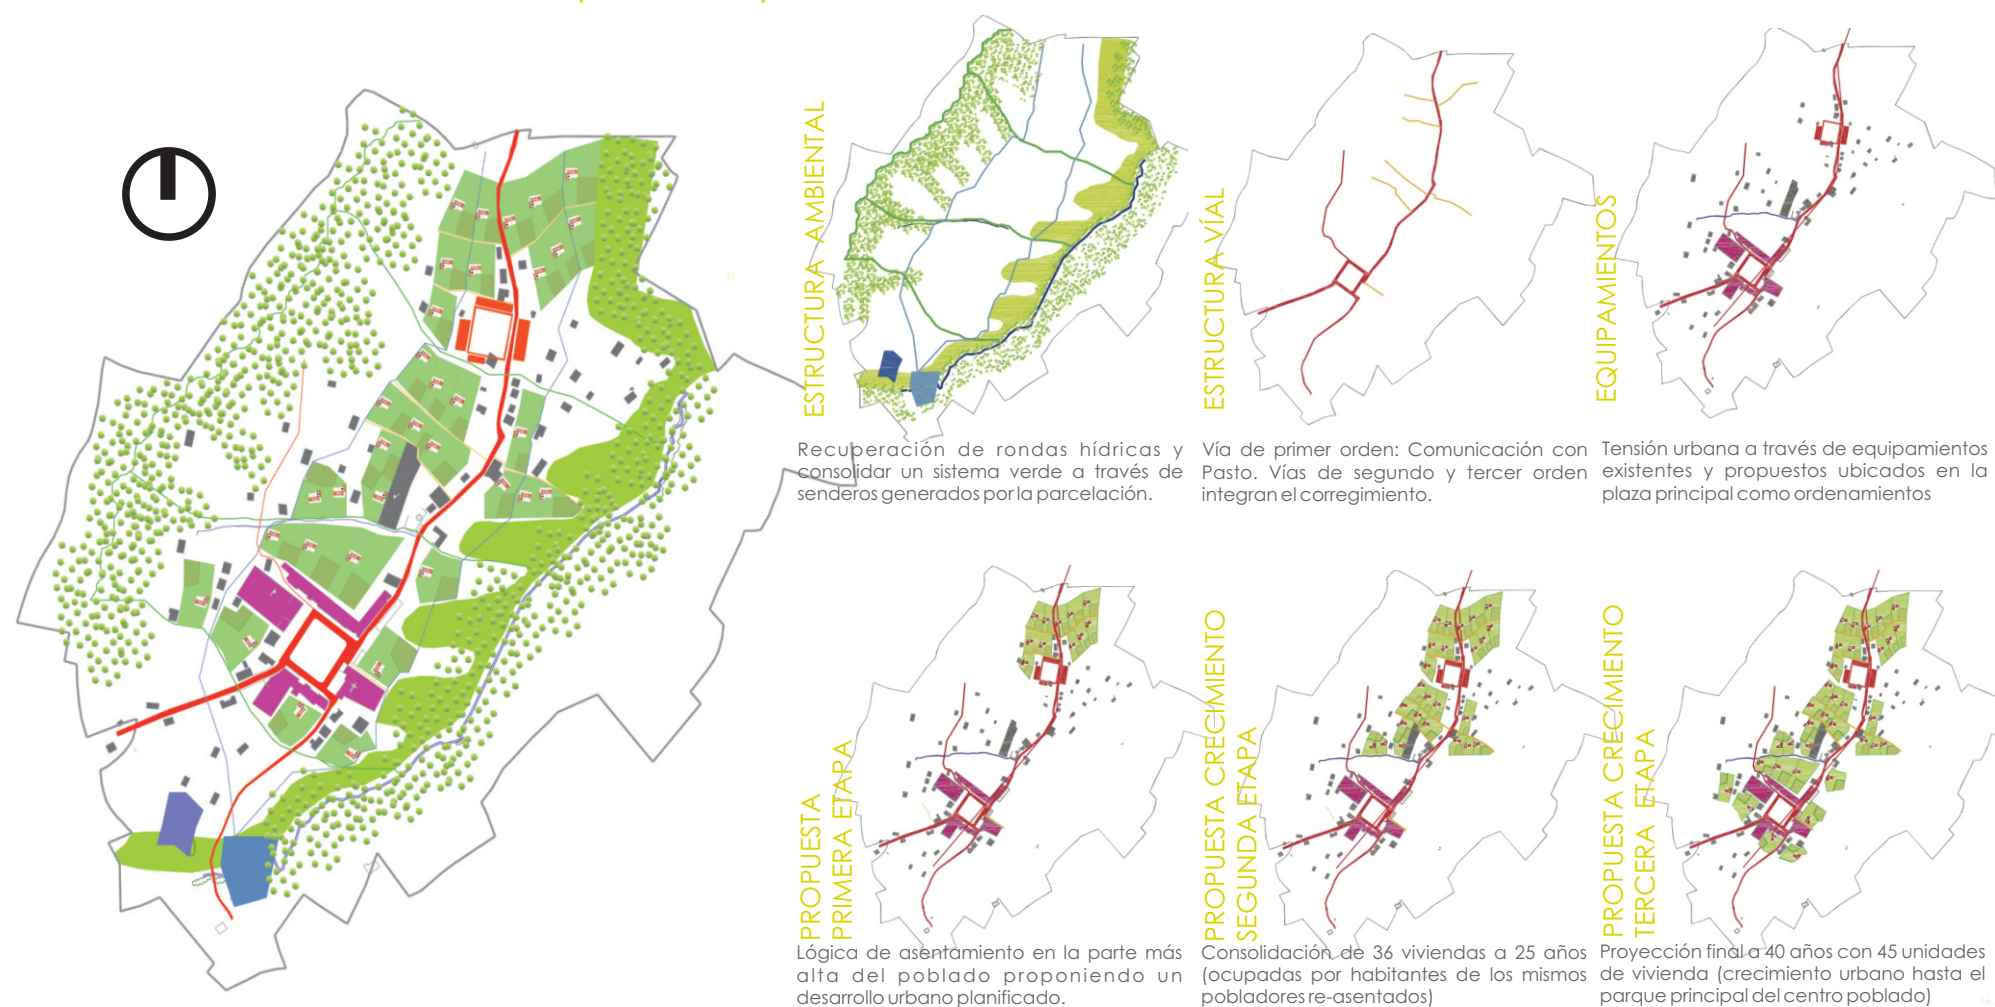 ESTRUCTURA AMBIENTAL
Recuperación de rondas hídricas y
consolidar un sistema verde a través de
senderos generados por la parcelación.
ESTRUCTURA VÍAL
Vía de primer orden: Comunicación con
Pasto. Vías de segundo y tercer orden
integran el corregimiento.
EQUIPAMIENTOS
Tensión urbana a través de equipamientos
existentes y propuestos ubicados en la
plaza principal como ordenamientos
PROPUESTA
PRIMERA ETAPA
Lógica de asentamiento en la parte más
alta del poblado proponiendo un
desarrollo urbano planificado.
PROPUESTA CRECIMIENTO
SEGUNDA ETAPA
Consolidación de 36 viviendas a 25 años
(ocupadas por habitantes de los mismos
pobladores re-asentados)
PROPUESTA CRECIMIENTO
TERCERA ETAPA
Proyección final a 40 años con 45 unidades
de vivienda (crecimiento urbano hasta el
parque principal del centro poblado)